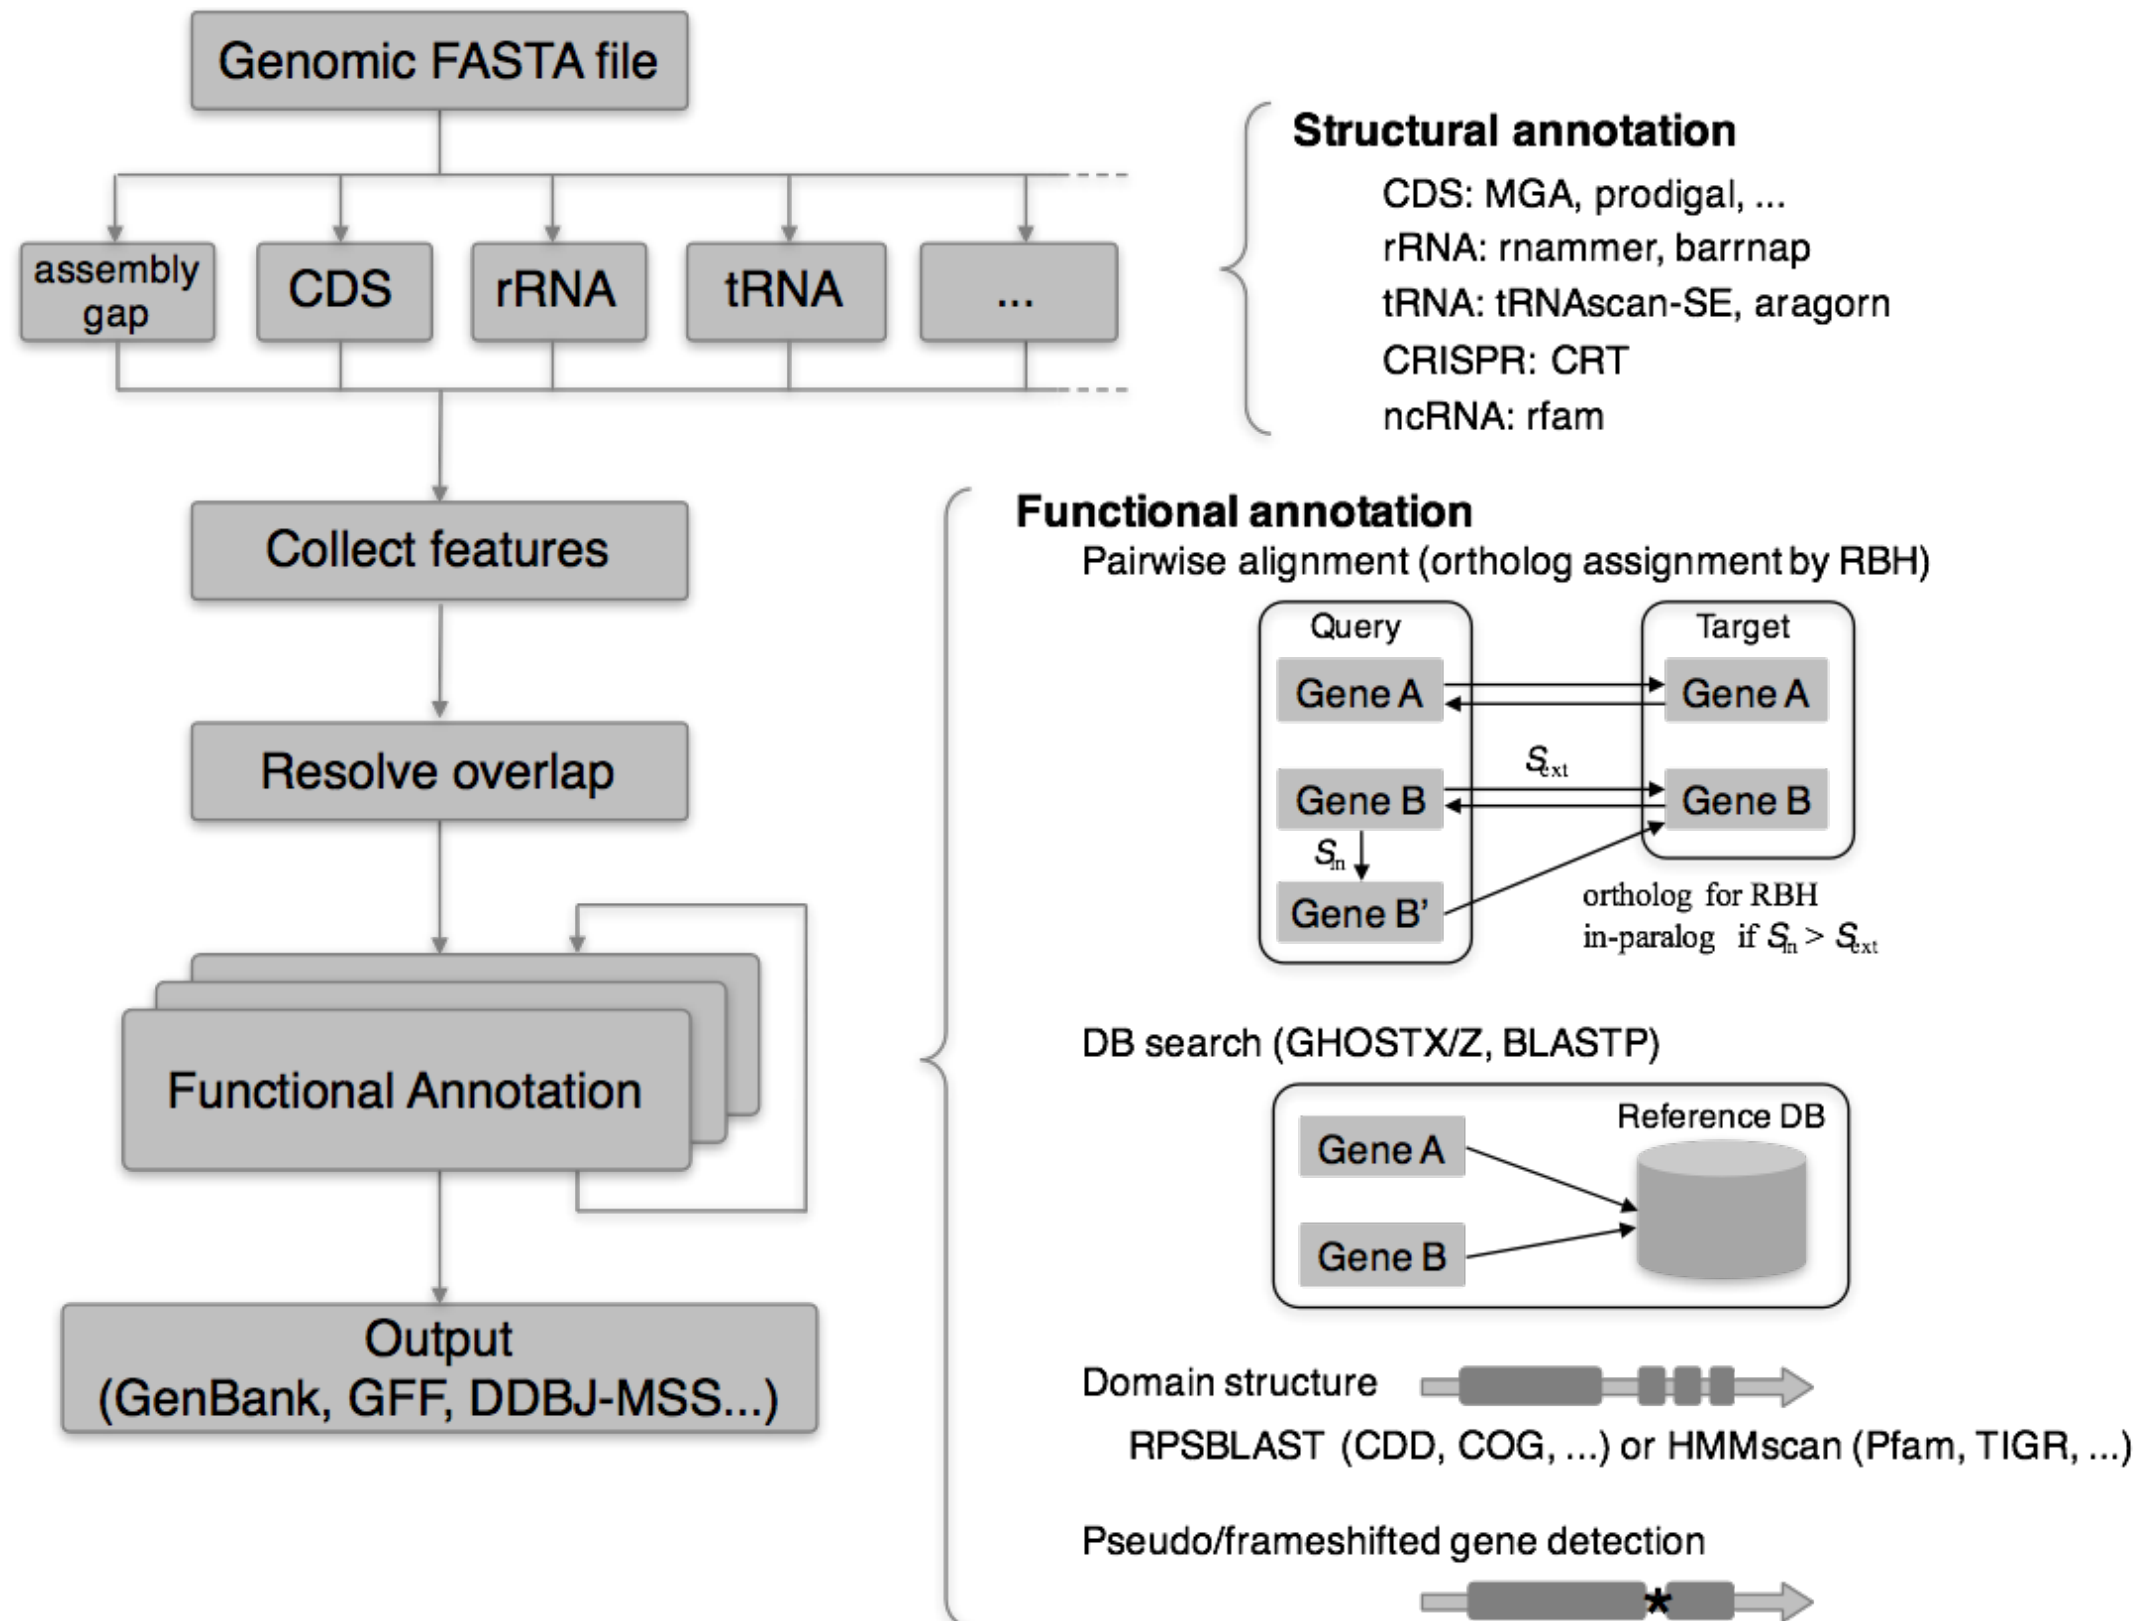 Genomic FASTA file
assembly
gap
CDS
rRNA
tRNA
...
Collect features
Resolve overlap
Functional Annotation
Output
(GenBank, GFF, DDBJ-MSS...)
Structural annotation
CDS: MGA, prodigal, ...
rRNA: rnammer, barrnap
tRNA: tRNAscan-SE, aragorn
CRISPR: CRT
ncRNA: rfam
Functional annotation
Pairwise alignment (ortholog assignment by RBH)
Query
Target
Gene A
Gene A
Sext
Gene B
Gene B
Sin
Gene B’
ortholog for RBH
in-paralog if Sin > Sext
DB search (GHOSTX/Z, BLASTP)
Reference DB
Gene A
Gene B
Domain structure
RPSBLAST (CDD, COG, ...) or HMMscan (Pfam, TIGR, ...)
Pseudo/frameshifted gene detection
*